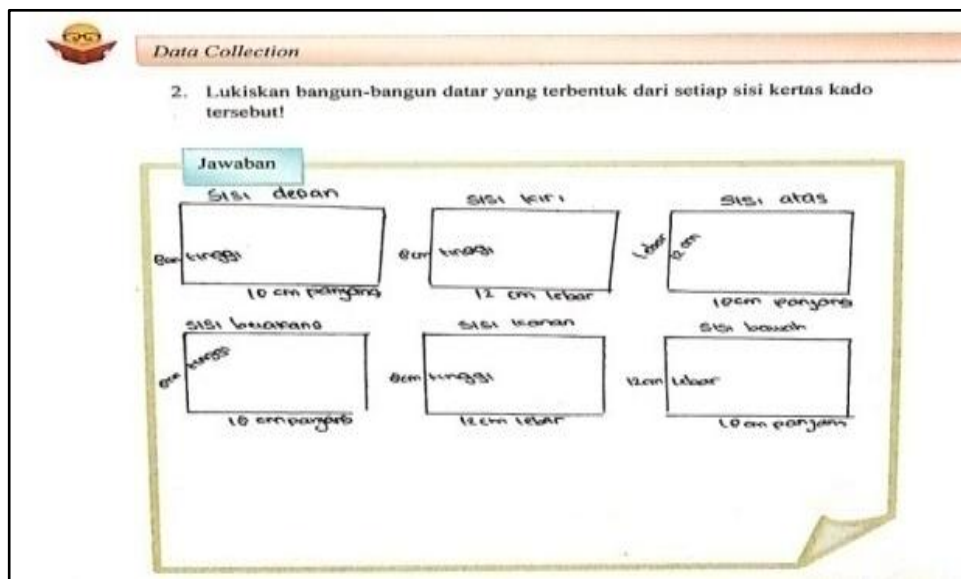 Data Collection
2. Lukiskan bangun-bangun datar yang terbentuk dari setiap sisi kertas kado
tersebut!
Jawaban
SISI depan
8cm tinggi
10 cm panjang
SISI kiri
8cm tinggi
12 cm lebar
SISI atas
lebar
12 cm
10cm panjang
SISI belakang
8cm tinggi
10 cm panjang
SISI kanan
8cm tinggi
12cm lebar
SISI bawah
12cm lebar
10 cm panjang